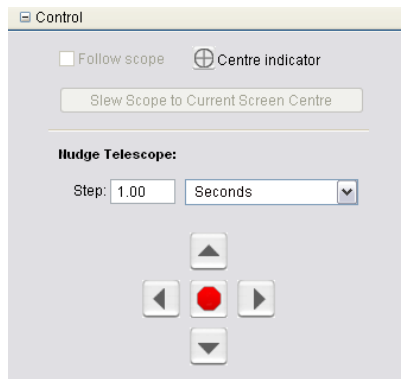 Control
Follow scope Centre indicator
Slew Scope to Current Screen Centre
Nudge Telescope:
Step: 1.00 Seconds